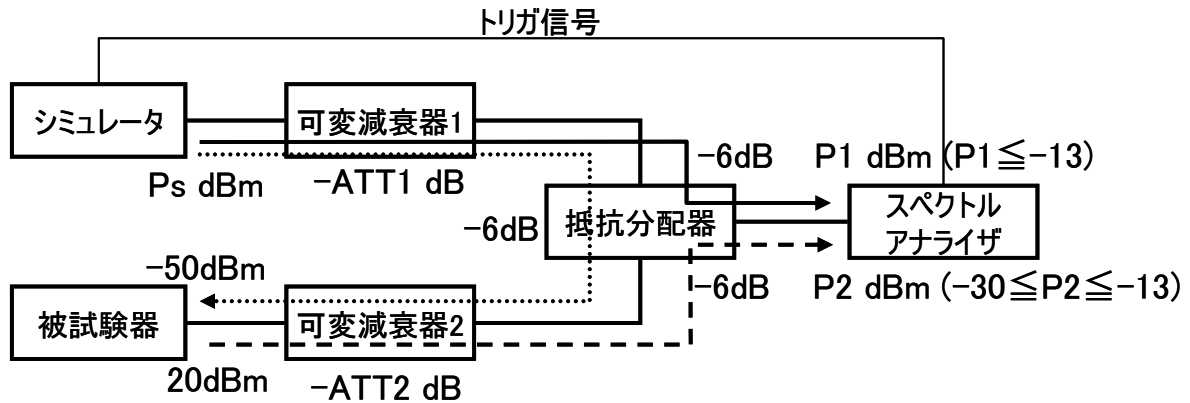 トリガ信号
シミュレータ
可変減衰器1
-6dB
P1 dBm (P1≦-13)
Ps dBm
-ATT1 dB
-6dB
抵抗分配器
スペクトル
アナライザ
-50dBm
-6dB
P2 dBm (-30≦P2≦-13)
被試験器
可変減衰器2
20dBm
-ATT2 dB